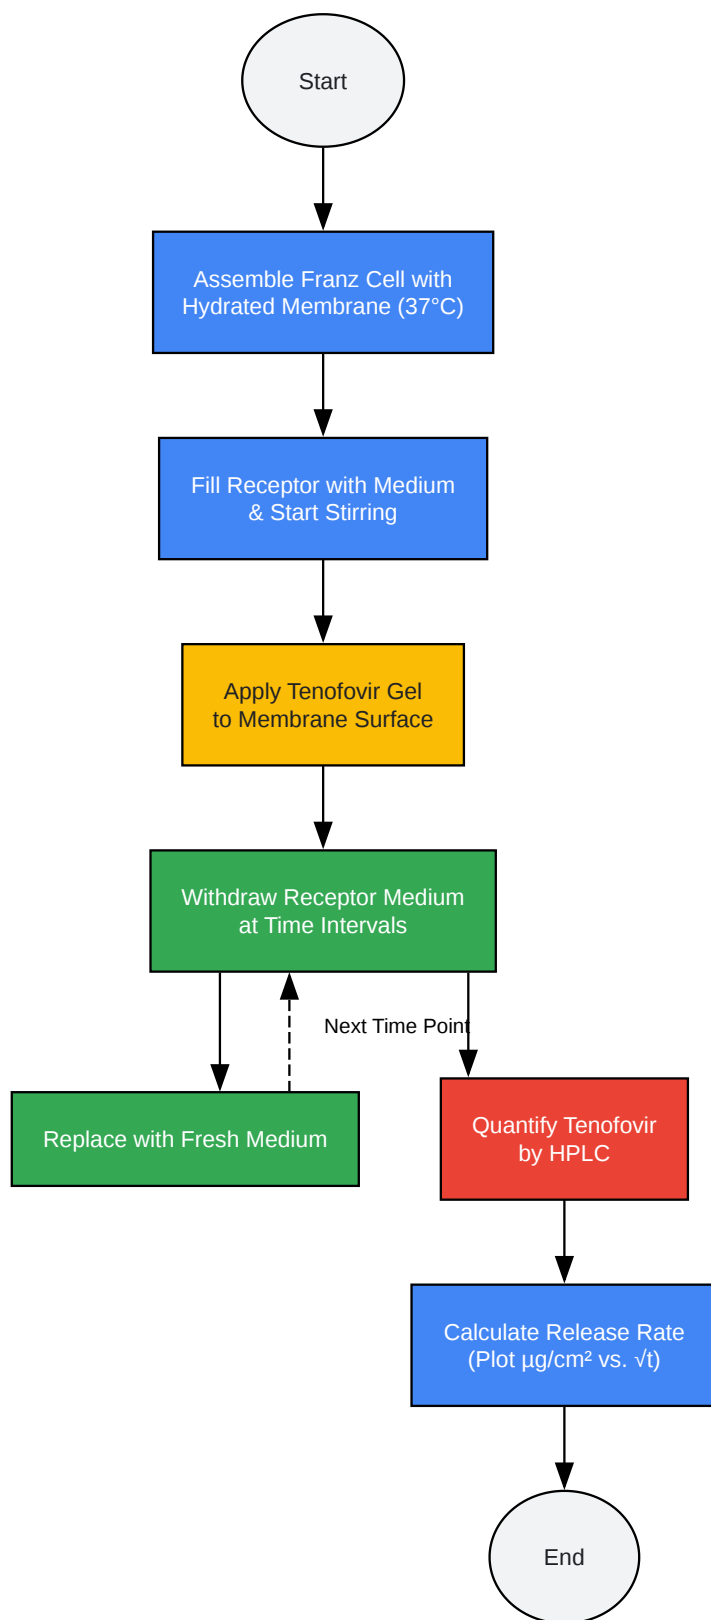 Start
Assemble Franz Cell with
Hydrated Membrane (37°C)
Fill Receptor with Medium
& Start Stirring
Apply Tenofovir Gel
to Membrane Surface
Withdraw Receptor Medium
at Time Intervals
Next Time Point
Replace with Fresh Medium
Quantify Tenofovir
by HPLC
Calculate Release Rate
(Plot µg/cm² vs. √t)
End